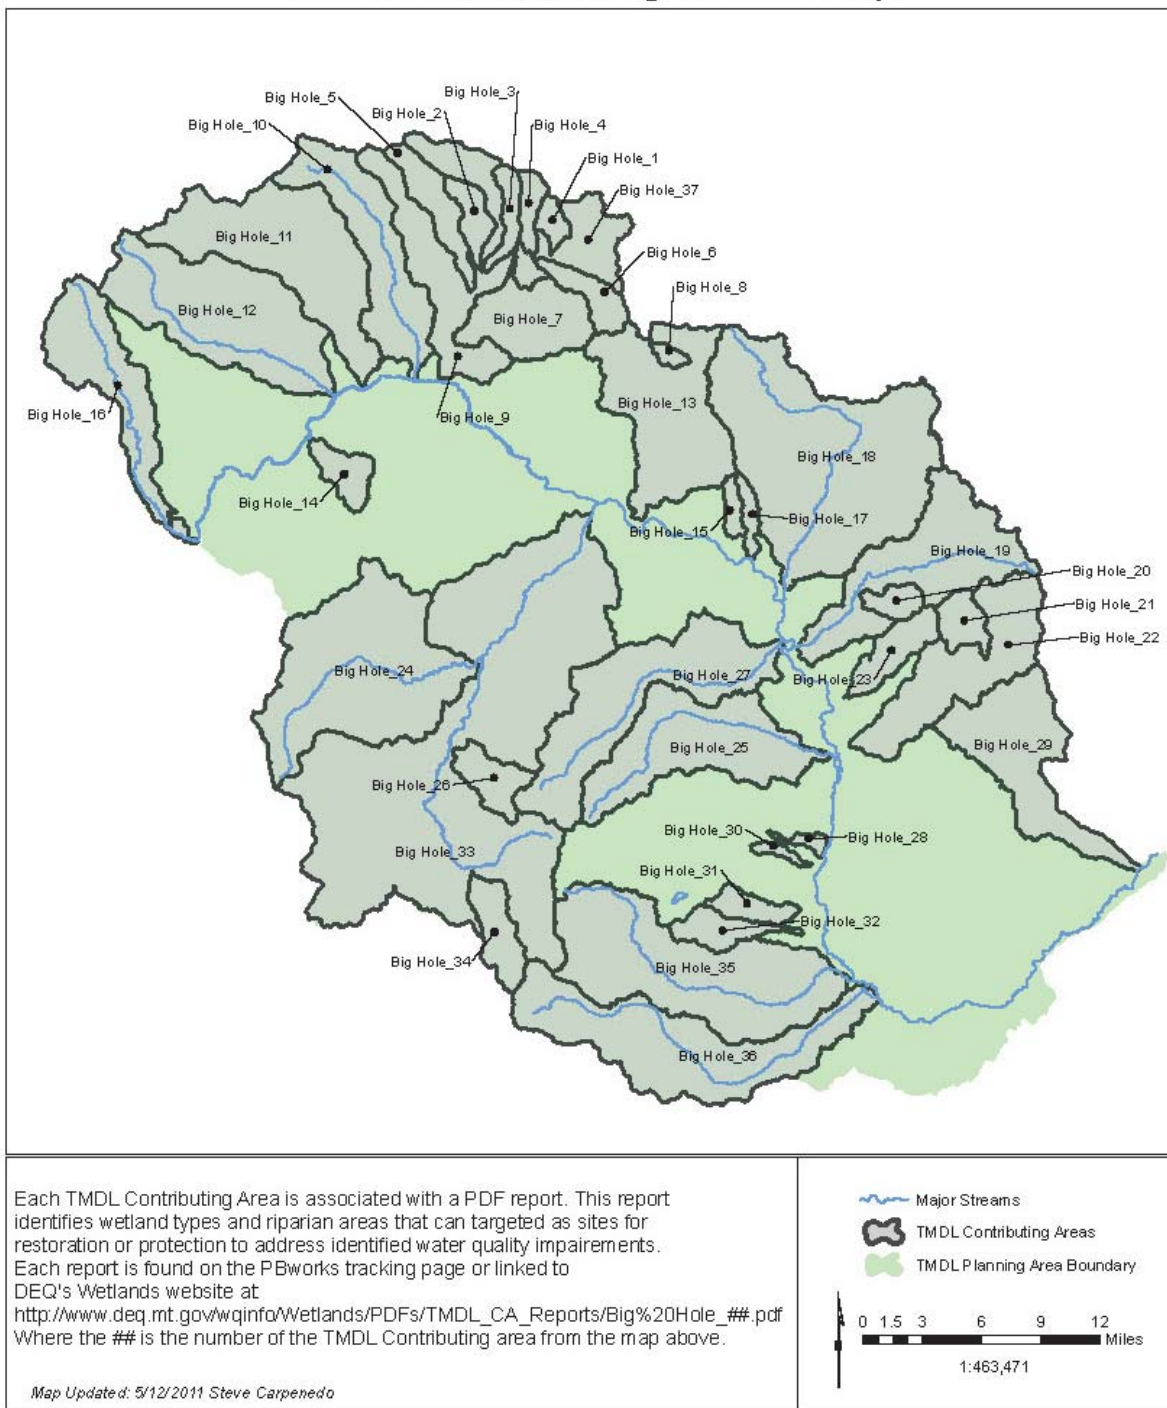 Big Hole_3
Big Hole_5
Big Hole_2
Big Hole_10
Big Hole_4
Big Hole_1
Big Hole_37
Big Hole_11
Big Hole_6
Big Hole_8
Big Hole_12
Big Hole_7
Big Hole_13
Big Hole_16
Big Hole_9
Big Hole_18
Big Hole_14
Big Hole_17
Big Hole_15
Big Hole_19
Big Hole_20
Big Hole_21
Big Hole_22
Big Hole_24
Big Hole_27
Big Hole_23
Big Hole_25
Big Hole_29
Big Hole_26
Big Hole_30
Big Hole_28
Big Hole_33
Big Hole_31
Big Hole_32
Big Hole_34
Big Hole_35
Big Hole_36
Each TMDL Contributing Area is associated with a PDF report. This report
identifies wetland types and riparian areas that can targeted as sites for
restoration or protection to address identified water quality impairements.
Each report is found on the PBworks tracking page or linked to
DEQ's Wetlands website at
http://www.deq.mt.gov/wqinfo/Wetlands/PDFs/TMDL_CA_Reports/Big%20Hole_##.pdf
Where the ## is the number of the TMDL Contributing area from the map above.
Map Updated: 5/12/2011 Steve Carpenedo
Major Streams
TMDL Contributing Areas
TMDL Planning Area Boundary
0 1.5 3 6 9 12
Miles
1:463,471